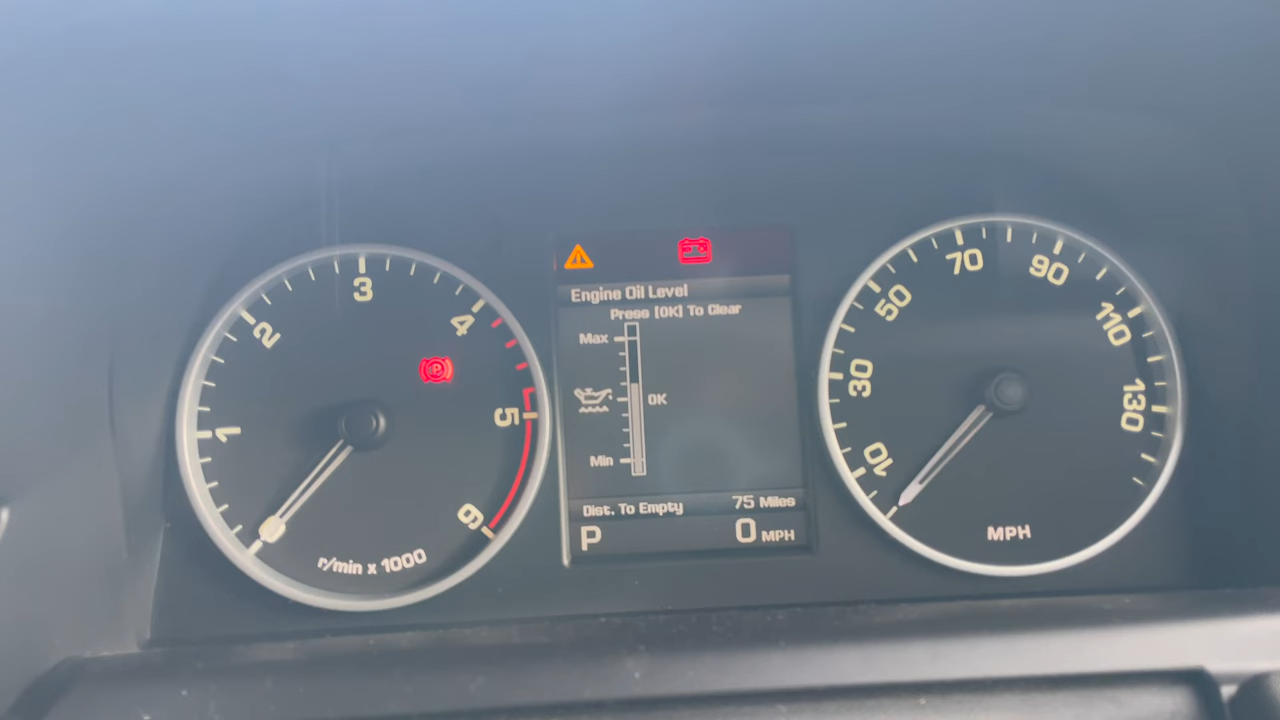 1
2
3
4
5
6
r/min x 1000
P
Engine Oil Level
Press [OK] To Clear
Max
OK
Min
Dist. To Empty 75 Miles
P 0 MPH
10
30
50
70
90
110
130
MPH